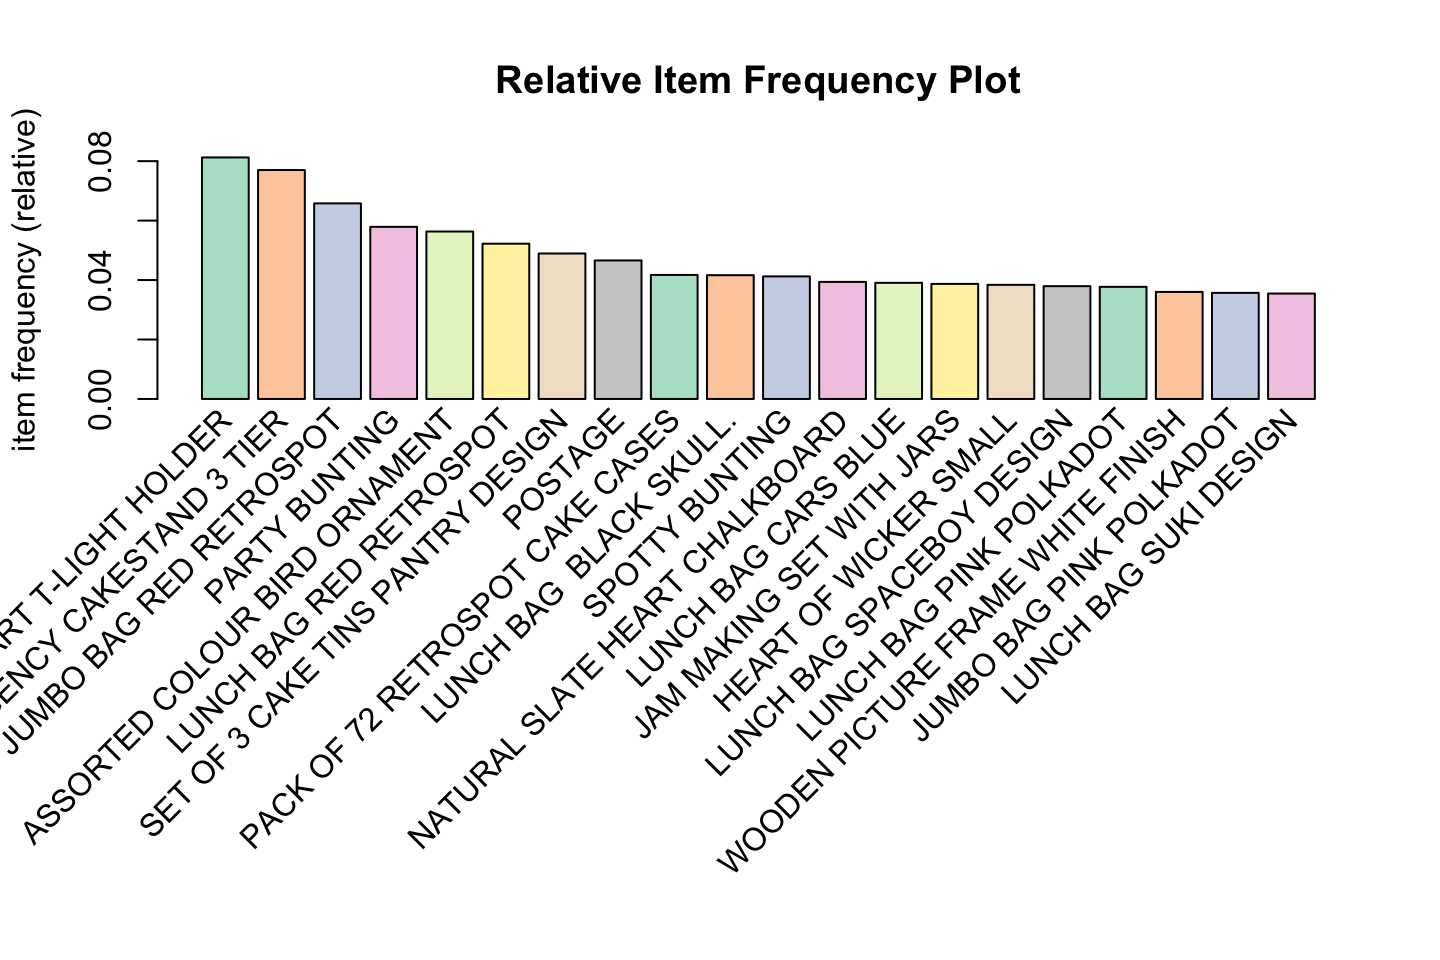 Relative Item Frequency Plot
item frequency (relative)
0.08
0.04
0.00
T-LIGHT HOLDER
CAKESTAND 3 TIER
JUMBO BAG RED RETROSPOT
PARTY BUNTING
ASSORTED COLOUR BIRD ORNAMENT
LUNCH BAG RED RETROSPOT
SET OF 3 CAKE TINS PANTRY DESIGN
POSTAGE
PACK OF 72 RETROSPOT CAKE CASES
LUNCH BAG  BLACK SKULL.
SPOTTY BUNTING
NATURAL SLATE HEART CHALKBOARD
LUNCH BAG CARS BLUE
JAM MAKING SET WITH JARS
HEART OF WICKER SMALL
LUNCH BAG SPACEBOY DESIGN
LUNCH BAG PINK POLKADOT
WOODEN PICTURE FRAME WHITE FINISH
JUMBO BAG PINK POLKADOT
LUNCH BAG SUKI DESIGN